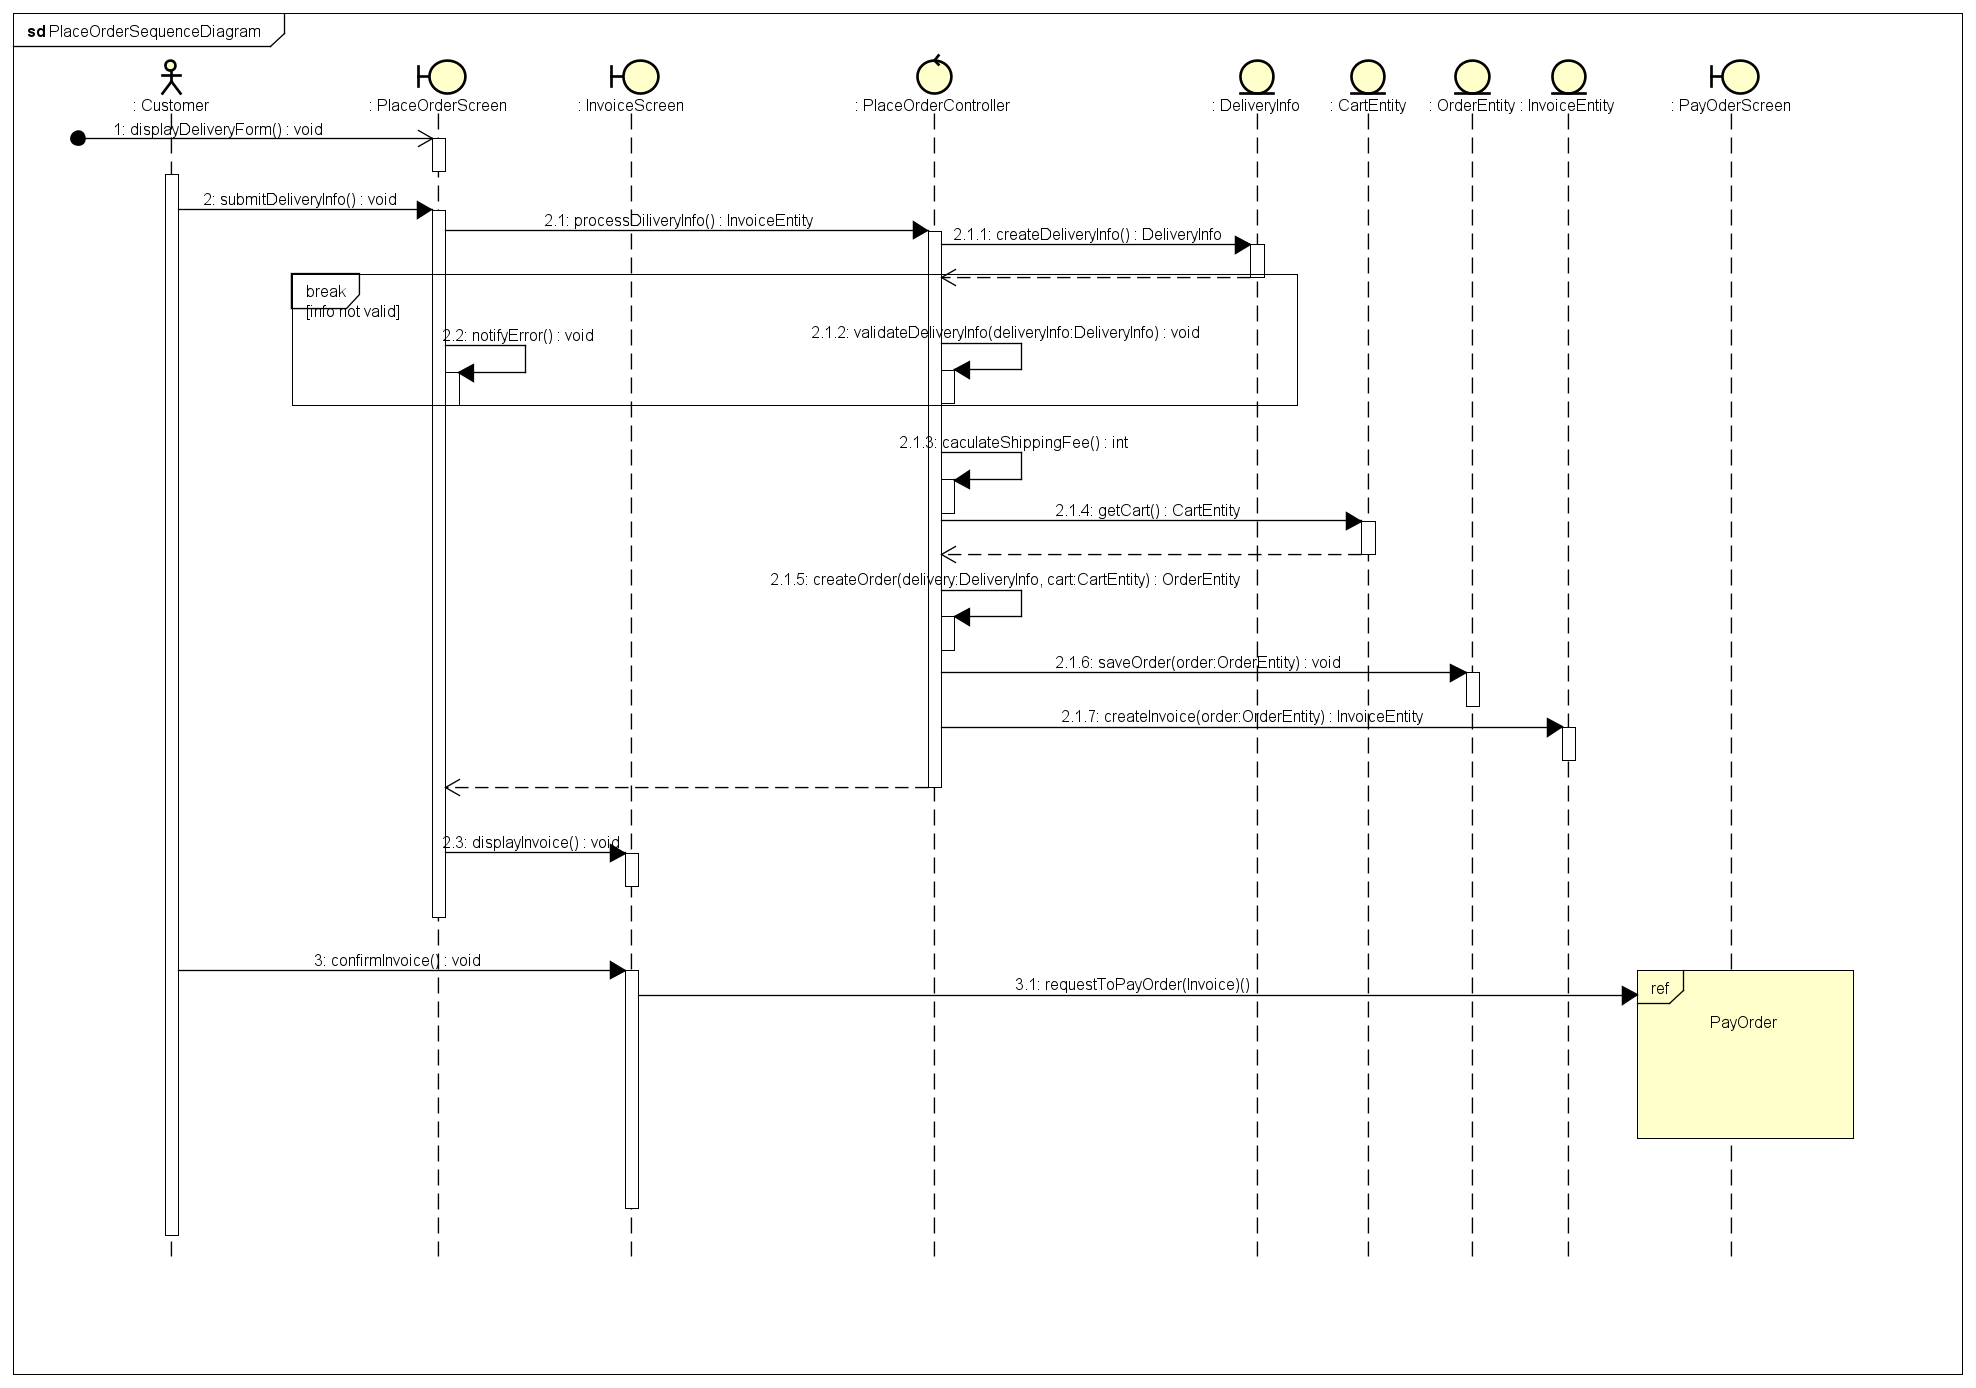 sd PlaceOrderSequenceDiagram
: Customer
: PlaceOrderScreen
: InvoiceScreen
: PlaceOrderController
: DeliveryInfo
: CartEntity
: OrderEntity
: InvoiceEntity
: PayOderScreen
1: displayDeliveryForm() : void
2: submitDeliveryInfo() : void
2.1: processDiliveryInfo() : InvoiceEntity
2.1.1: createDeliveryInfo() : DeliveryInfo
break
[info not valid]
2.2: notifyError() : void
2.1.2: validateDeliveryInfo(deliveryInfo:DeliveryInfo) : void
2.1.3: caculateShippingFee() : int
2.1.4: getCart() : CartEntity
2.1.5: createOrder(delivery:DeliveryInfo, cart:CartEntity) : OrderEntity
2.1.6: saveOrder(order:OrderEntity) : void
2.1.7: createInvoice(order:OrderEntity) : InvoiceEntity
2.3: displayInvoice() : void
3: confirmInvoice() : void
3.1: requestToPayOrder(Invoice)()
ref
PayOrder